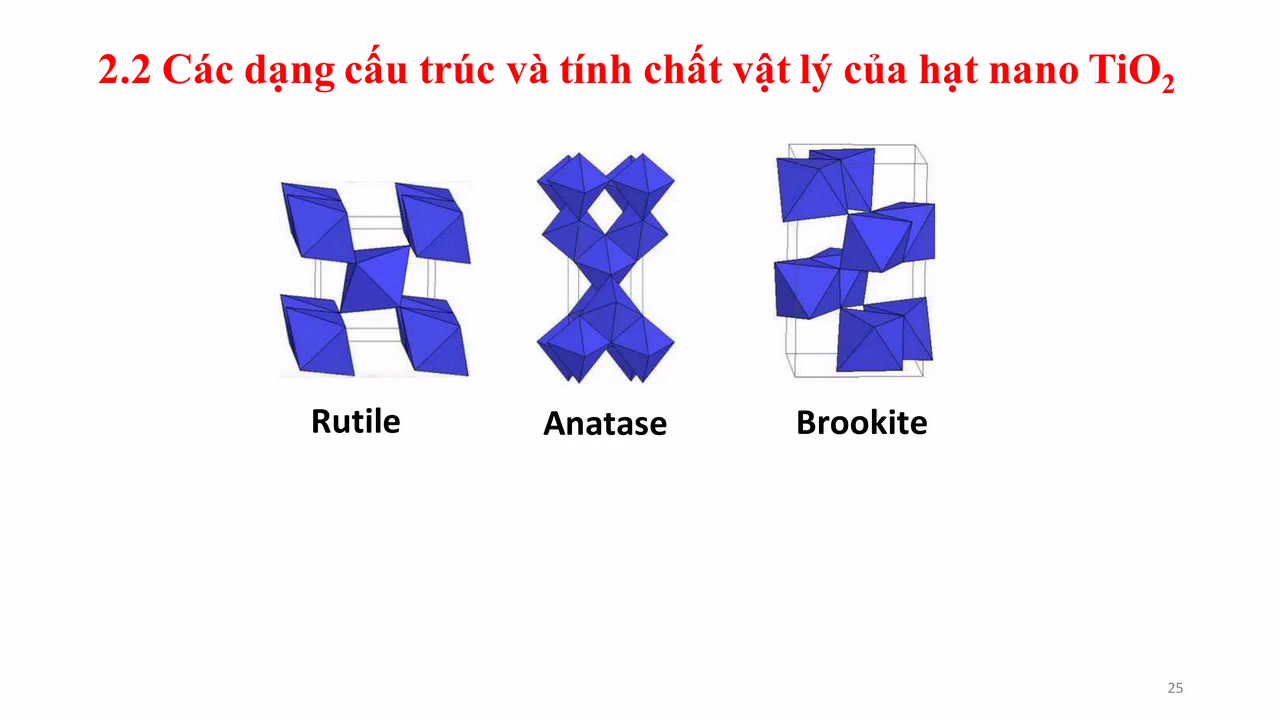 2.2 Các dạng cấu trúc và tính chất vật lý của hạt nano TiO₂
Rutile
Anatase
Brookite
25